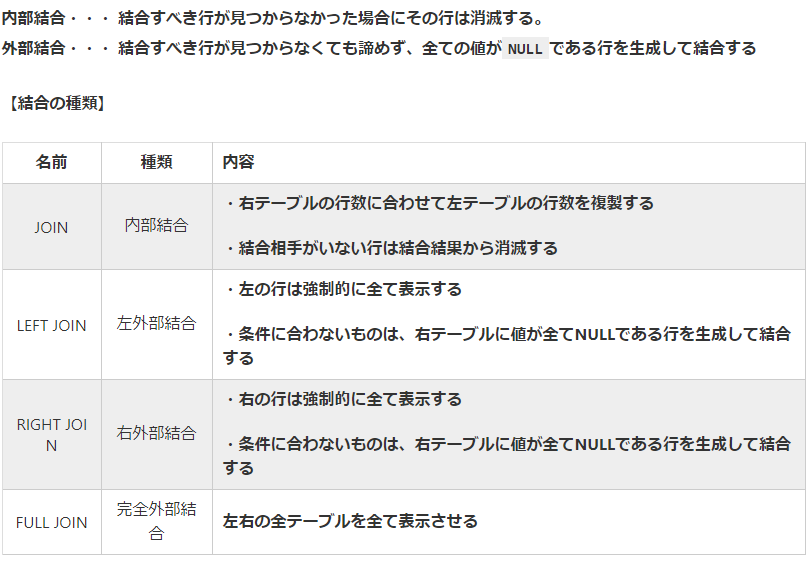 内部結合・・・ 結合すべき行が見つからなかった場合にその行は消滅する。
外部結合・・・ 結合すべき行が見つからなくても諦めず、全ての値がNULLである行を生成して結合する
【結合の種類】
名前 種類 内容
JOIN 内部結合 ・右テーブルの行数に合わせて左テーブルの行数を複製する
・結合相手がいない行は結合結果から消滅する
LEFT JOIN 左外部結合 ・左の行は強制的に全て表示する
・条件に合わないものは、右テーブルに値が全てNULLである行を生成して結合
する
RIGHT JOI
N 右外部結合 ・右の行は強制的に全て表示する
・条件に合わないものは、右テーブルに値が全てNULLである行を生成して結合
する
FULL JOIN 完全外部結
合 左右の全テーブルを全て表示させる